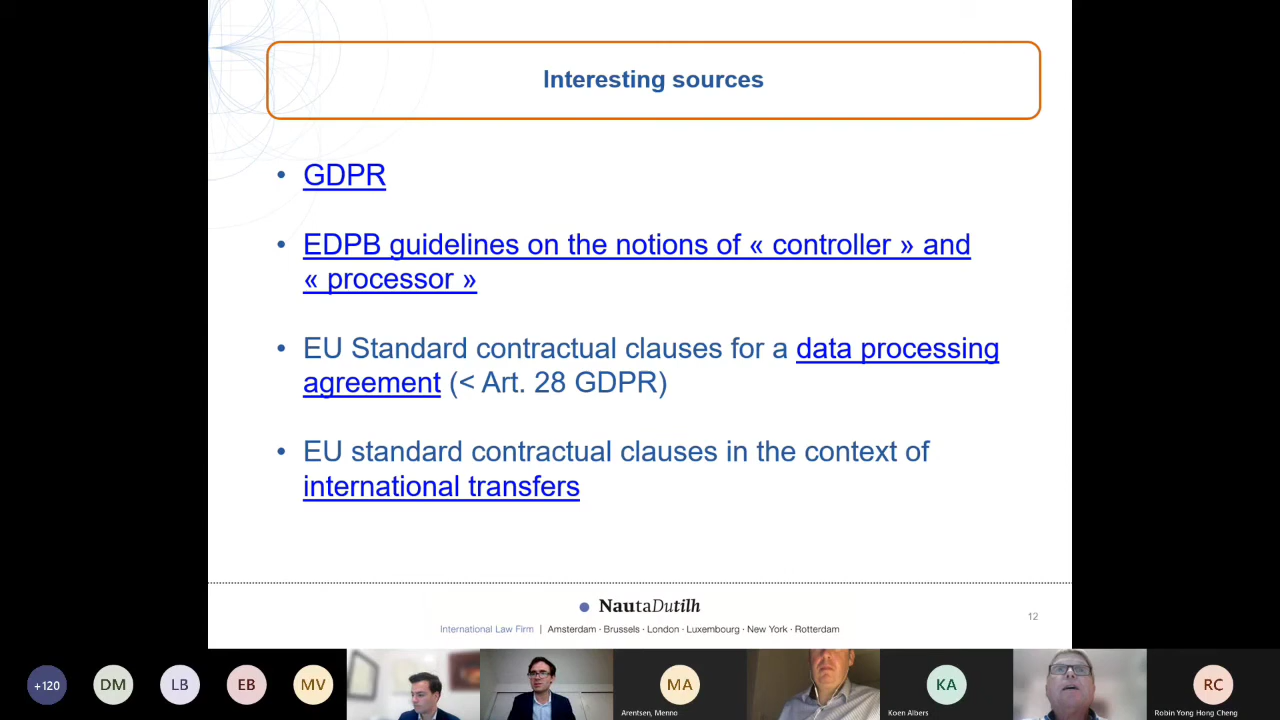 Interesting sources
• GDPR
• EDPB guidelines on the notions of « controller » and
« processor »
• EU Standard contractual clauses for a data processing
agreement (< Art. 28 GDPR)
• EU standard contractual clauses in the context of
international transfers
NautaDutilh
International Law Firm | Amsterdam · Brussels · London · Luxembourg · New York · Rotterdam
12
+120 DM LB EB MV MA KA RC
Arentsen, Menno Koen Albers Robin Yong Hong Cheng